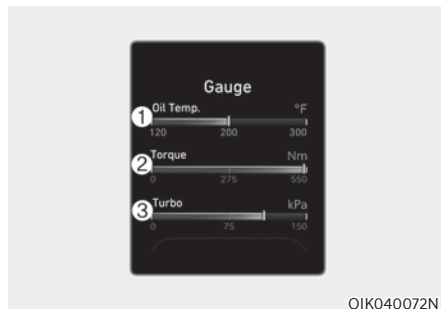 Gauge
① Oil Temp. °F
120 200 300
② Torque Nm
0 275 550
③ Turbo kPa
0 75 150
OIK040072N